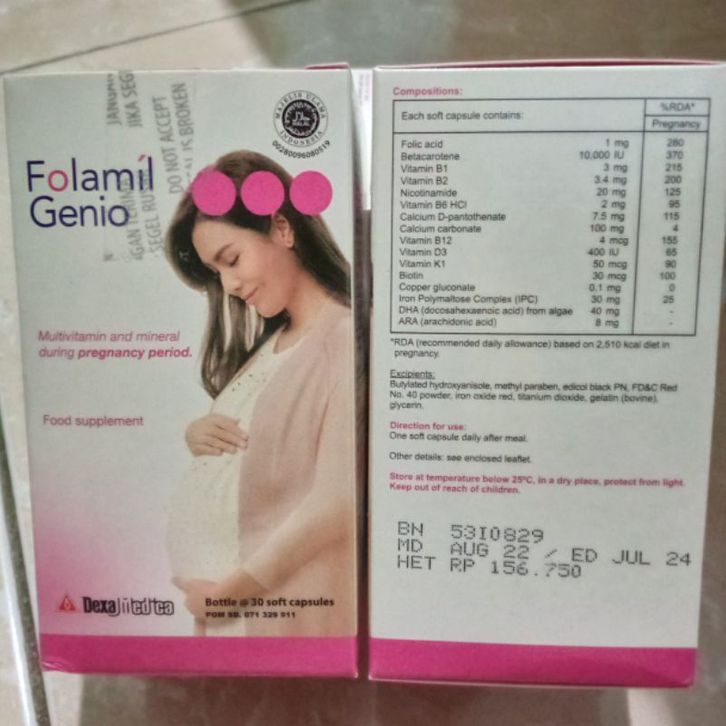 JIKA SEG
DO NOT ACCEPT
IS BROKEN
MAJELIS ULAMA
HALAL
INDONESIA
00280096080519
Folamil
Genio
Multivitamin and mineral
during pregnancy period.
Food supplement
Dexa Medica
Bottle @ 30 soft capsules
POM SD. 071 329 911
Compositions:
Each soft capsule contains: %RDA*
Pregnancy
Folic acid 1 mg 260
Betacarotene 10,000 IU 370
Vitamin B1 3 mg 215
Vitamin B2 3.4 mg 200
Nicotinamide 20 mg 125
Vitamin B6 HCl 2 mg 95
Calcium D-pantothenate 7.5 mg 115
Calcium carbonate 100 mg 4
Vitamin B12 4 mcg 155
Vitamin D3 400 IU 65
Vitamin K1 50 mcg 90
Biotin 30 mcg 100
Copper gluconate 0.1 mg 0
Iron Polymaltose Complex (IPC) 30 mg 25
DHA (docosahexaenoic acid) from algae 40 mg -
ARA (arachidonic acid) 8 mg -
*RDA (recommended daily allowance) based on 2,510 kcal diet in
pregnancy.
Excipients:
Butylated hydroxyanisole, methyl paraben, edicol black PN, FD&C Red
No. 40 powder, iron oxide red, titanium dioxide, gelatin (bovine),
glycerin.
Direction for use:
One soft capsule daily after meal.
Other details: see enclosed leaflet.
Store at temperature below 25°C, in a dry place, protect from light.
Keep out of reach of children.
BN 53I0829
MD AUG 22 / ED JUL 24
HET RP 156.750